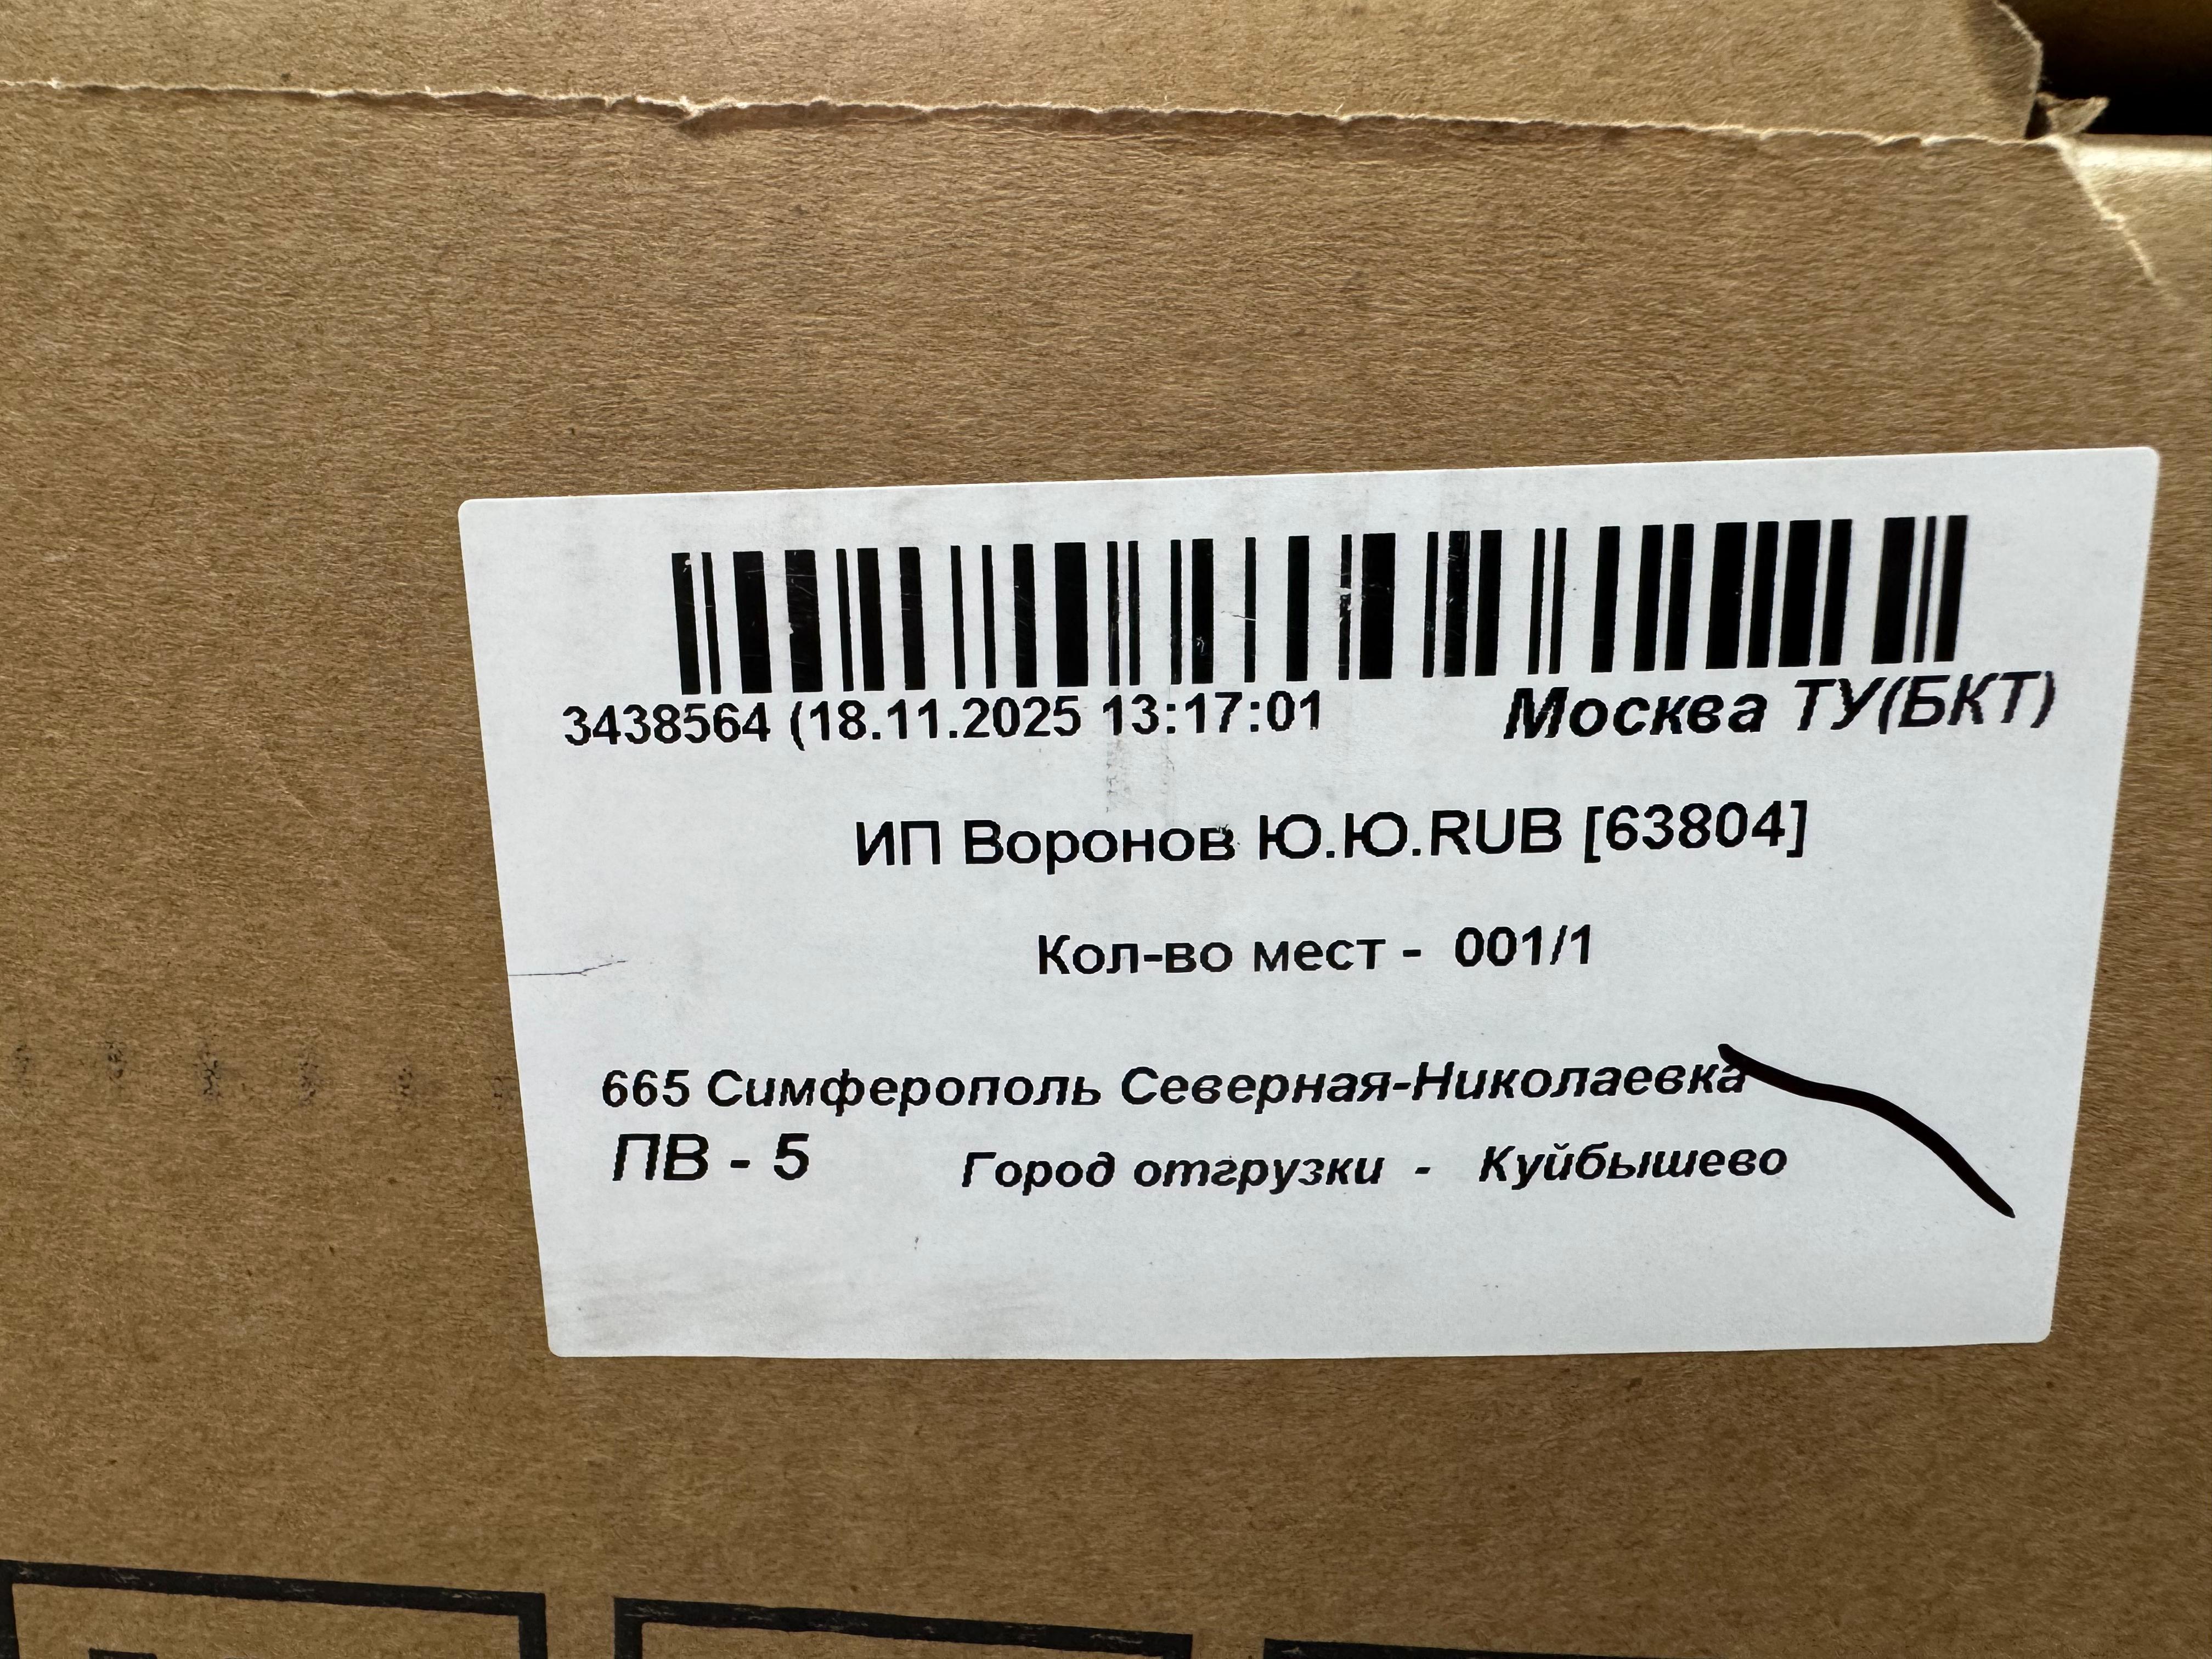 3438564 (18.11.2025 13:17:01 Москва ТУ(БКТ)
ИП Воронов Ю.Ю.RUB [63804]
Кол-во мест - 001/1
665 Симферополь Северная-Николаевка
ПВ - 5 Город отгрузки - Куйбышево